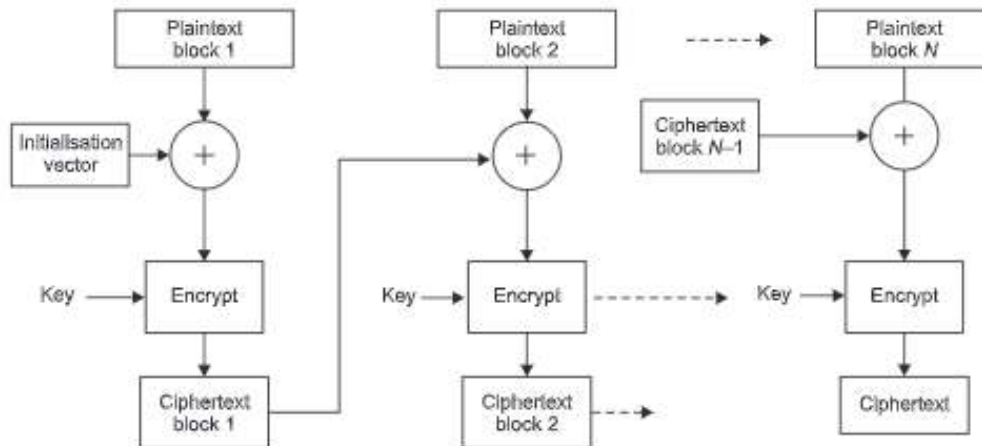 Plaintext
block 1
Plaintext
block 2
Plaintext
block N
Initialisation
vector
+
+
Ciphertext
block N–1
+
Key
Encrypt
Key
Encrypt
Key
Encrypt
Ciphertext
block 1
Ciphertext
block 2
Ciphertext